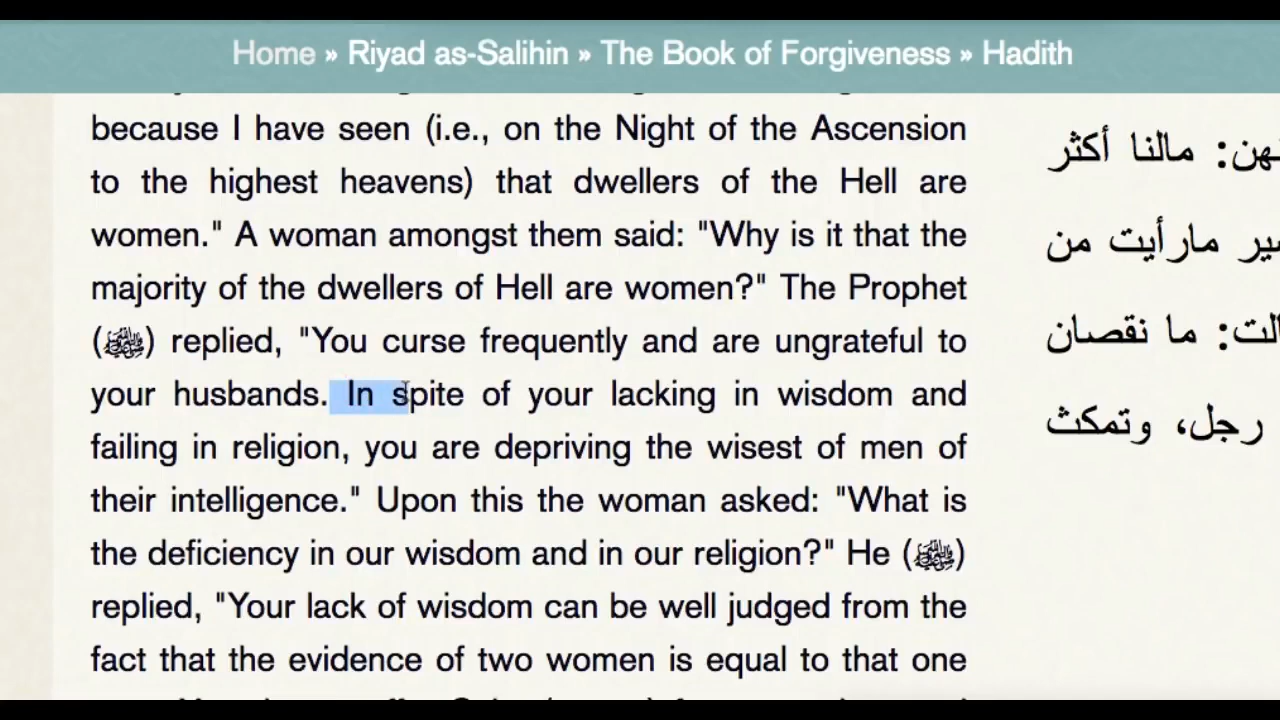 Home » Riyad as-Salihin » The Book of Forgiveness » Hadith
because I have seen (i.e., on the Night of the Ascension
to the highest heavens) that dwellers of the Hell are
women." A woman amongst them said: "Why is it that the
majority of the dwellers of Hell are women?" The Prophet
(ﷺ) replied, "You curse frequently and are ungrateful to
your husbands. In spite of your lacking in wisdom and
failing in religion, you are depriving the wisest of men of
their intelligence." Upon this the woman asked: "What is
the deficiency in our wisdom and in our religion?" He (ﷺ)
replied, "Your lack of wisdom can be well judged from the
fact that the evidence of two women is equal to that one
مالنا أكثر
مارأيت من
ما نقصان
رجل، وتمكث